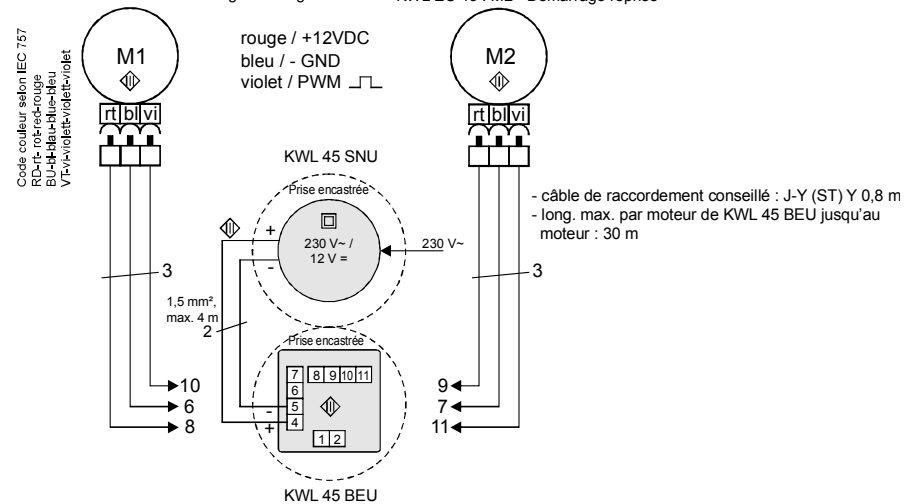 KWL EC 45 / M2 - Démarrage reprise
M1
rouge / +12VDC
bleu / - GND
violet / PWM
M2
Code couleur selon IEC 757
RD-rt- rot-red-rouge
BU-bl-blau-blue-bleu
VT-vi-violett-violet
rt bl vi
rt bl vi
KWL 45 SNU
Prise encastrée
230 V~ /
12 V =
+
-
230 V~
- câble de raccordement conseillé : J-Y (ST) Y 0,8 m
- long. max. par moteur de KWL 45 BEU jusqu'au
moteur : 30 m
3
3
1,5 mm²,
max. 4 m
2
Prise encastrée
7 8 9 10 11
6
5
4
-
+
1 2
10
6
8
9
7
11
KWL 45 BEU